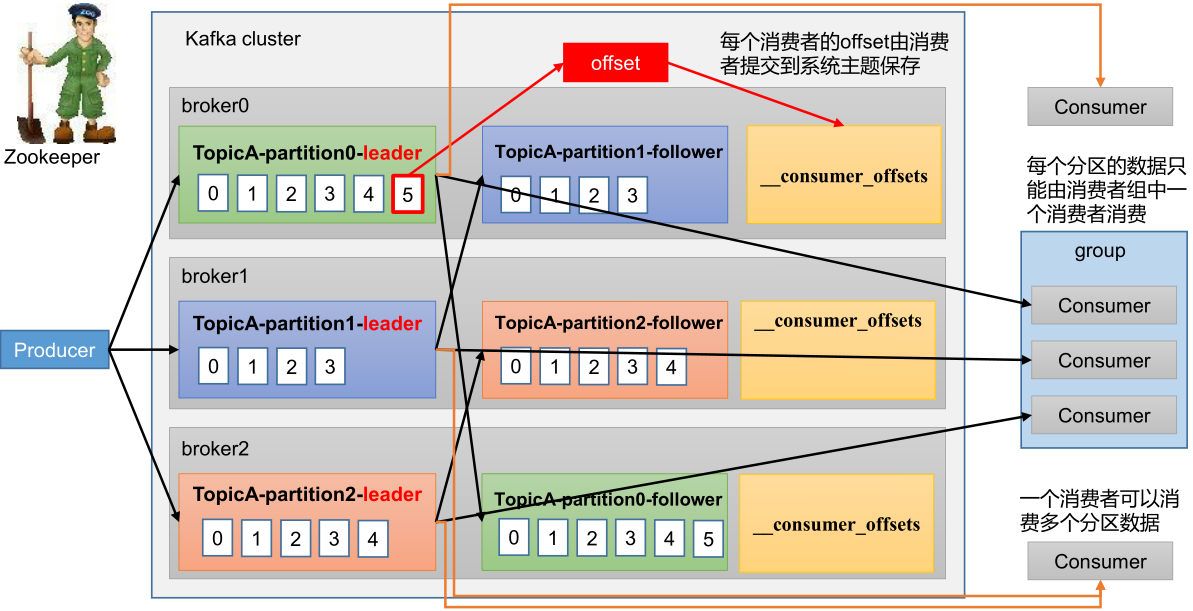 Kafka cluster
offset
每个消费者的offset由消费
者提交到系统主题保存
Zookeeper
broker0
TopicA-partition0-leader
0 1 2 3 4 5
TopicA-partition1-follower
0 1 2 3
__consumer_offsets
broker1
TopicA-partition1-leader
0 1 2 3
TopicA-partition2-follower
0 1 2 3 4
__consumer_offsets
Producer
broker2
TopicA-partition2-leader
0 1 2 3 4
TopicA-partition0-follower
0 1 2 3 4 5
__consumer_offsets
Consumer
每个分区的数据只
能由消费者组中一
个消费者消费
group
Consumer
Consumer
Consumer
一个消费者可以消
费多个分区数据
Consumer